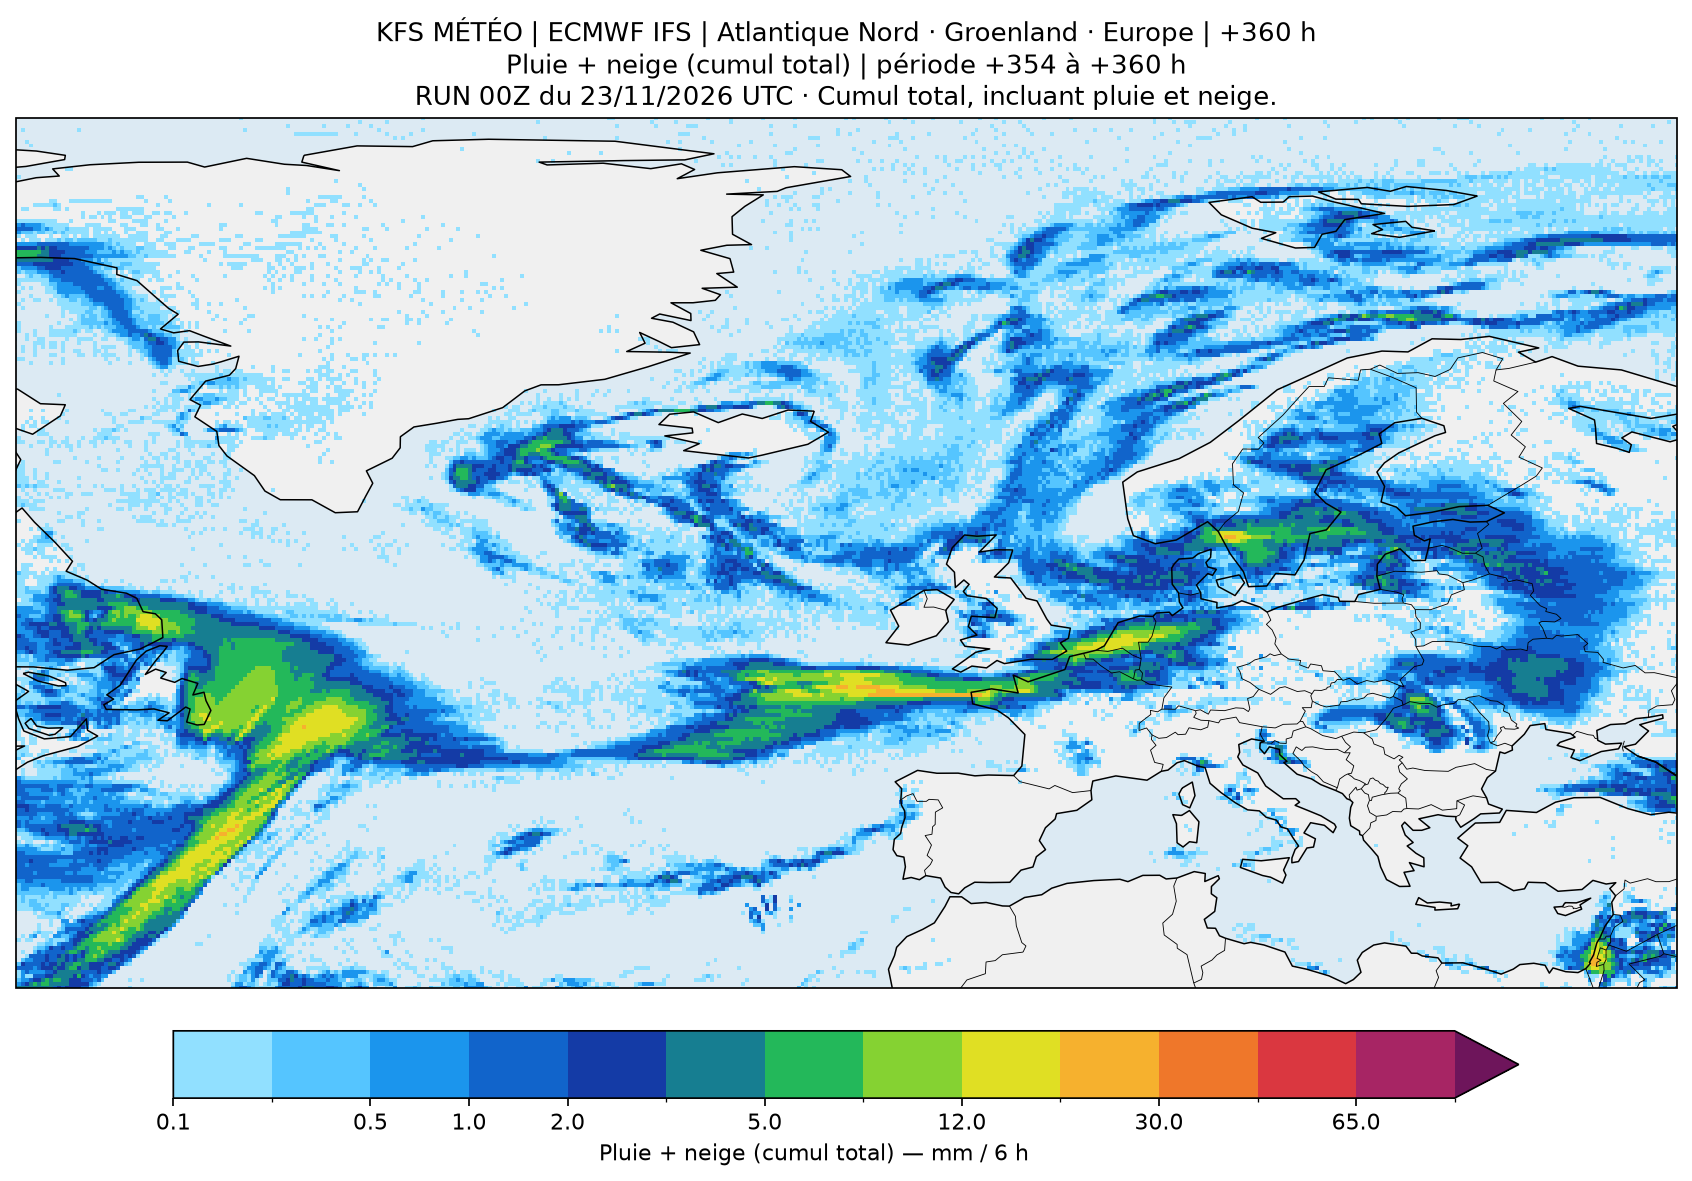 KFS MÉTÉO | ECMWF IFS | Atlantique Nord · Groenland · Europe | +360 h
Pluie + neige (cumul total) | période +354 à +360 h
RUN 00Z du 23/11/2026 UTC · Cumul total, incluant pluie et neige.
0.1 0.5 1.0 2.0 5.0 12.0 30.0 65.0
Pluie + neige (cumul total) — mm / 6 h